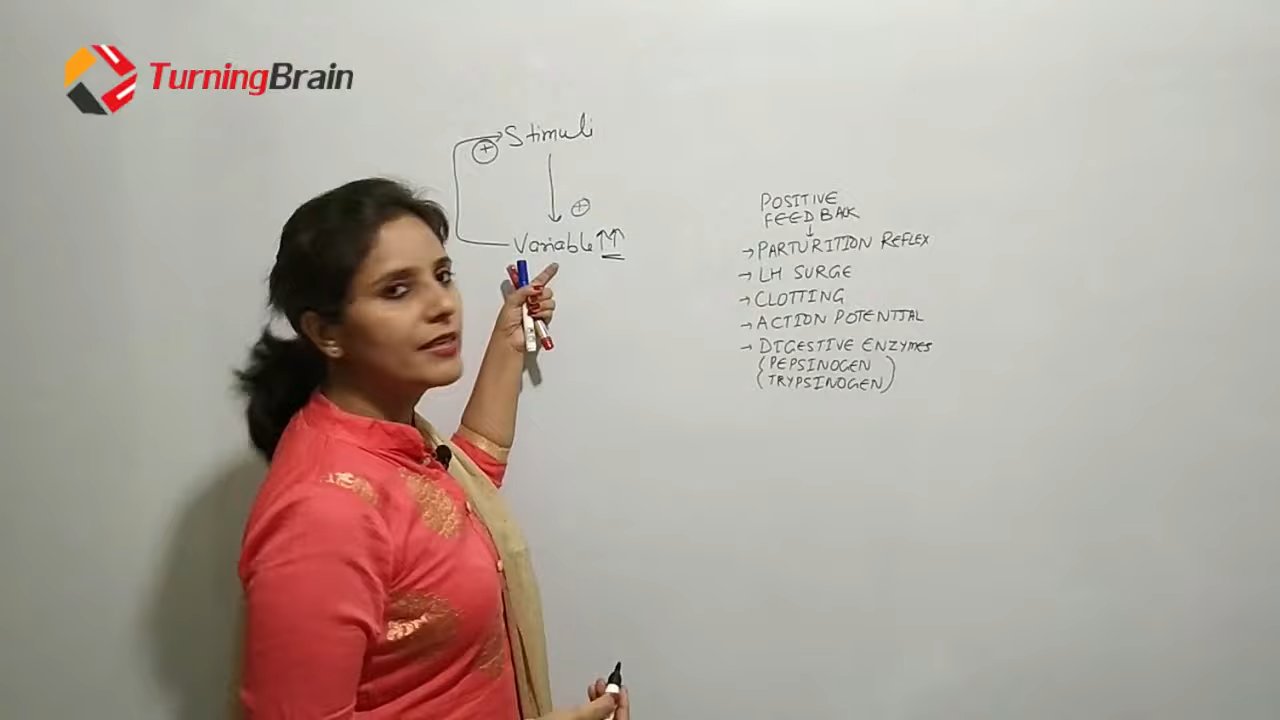 TurningBrain
+ Stimuli
+
Variable↑↑
POSITIVE
FEEDBACK
↓
→ PARTURITION REFLEX
→ LH SURGE
→ CLOTTING
→ ACTION POTENTIAL
→ DIGESTIVE ENZYMES
(PEPSINOGEN)
(TRYPSINOGEN)